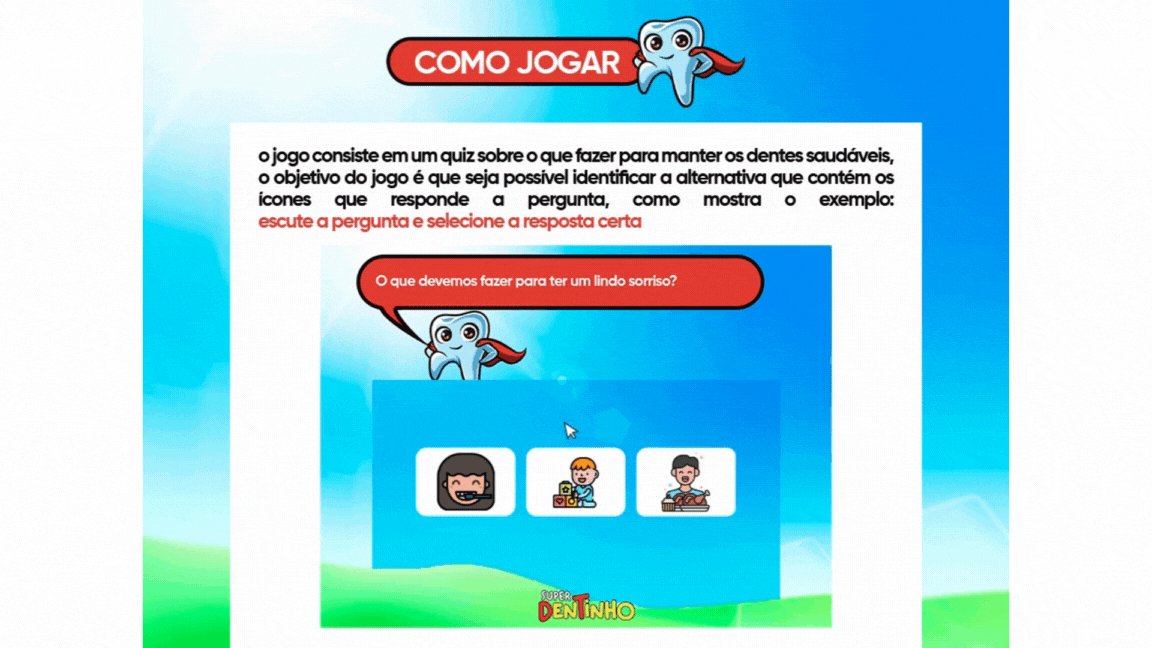 COMO JOGAR
o jogo consiste em um quiz sobre o que fazer para manter os dentes saudáveis,
o objetivo do jogo é que seja possível identificar a alternativa que contém os
ícones que responde a pergunta, como mostra o exemplo:
escute a pergunta e selecione a resposta certa
O que devemos fazer para ter um lindo sorriso?
SUPER
DENTINHO